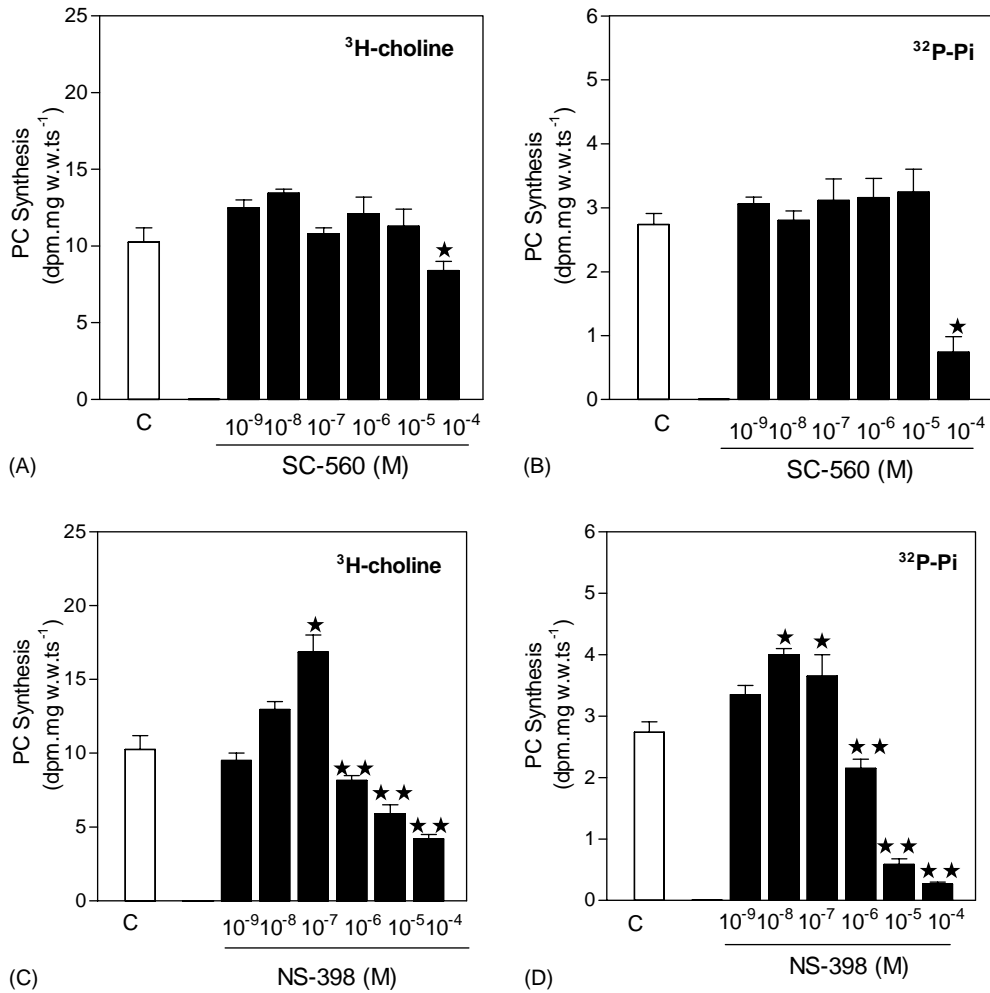 ³H-choline
PC Synthesis
(dpm.mg w.w.ts⁻¹)
25
20
15
10
5
0
C
10⁻⁹ 10⁻⁸ 10⁻⁷ 10⁻⁶ 10⁻⁵ 10⁻⁴
SC-560 (M)
(A)
³²P-Pi
PC Synthesis
(dpm.mg w.w.ts⁻¹)
6
5
4
3
2
1
0
C
10⁻⁹ 10⁻⁸ 10⁻⁷ 10⁻⁶ 10⁻⁵ 10⁻⁴
SC-560 (M)
(B)
³H-choline
PC Synthesis
(dpm.mg w.w.ts⁻¹)
25
20
15
10
5
0
C
10⁻⁹ 10⁻⁸ 10⁻⁷ 10⁻⁶ 10⁻⁵ 10⁻⁴
NS-398 (M)
(C)
³²P-Pi
PC Synthesis
(dpm.mg w.w.ts⁻¹)
6
5
4
3
2
1
0
C
10⁻⁹ 10⁻⁸ 10⁻⁷ 10⁻⁶ 10⁻⁵ 10⁻⁴
NS-398 (M)
(D)